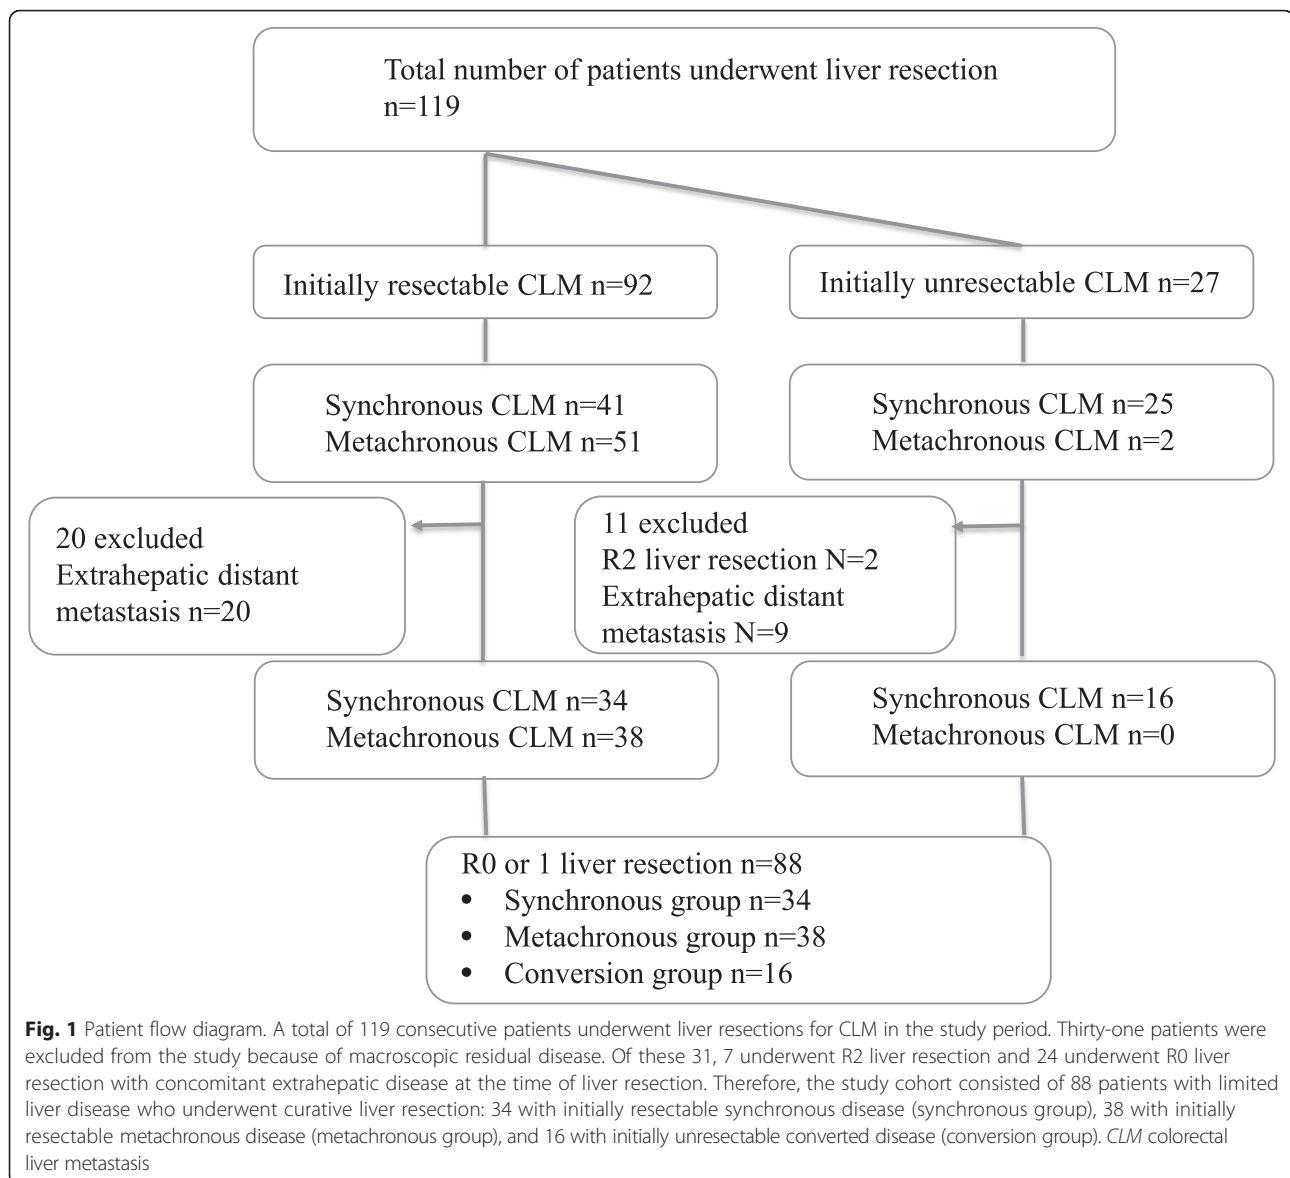 Total number of patients underwent liver resection
n=119
Initially resectable CLM n=92
Initially unresectable CLM n=27
Synchronous CLM n=41
Metachronous CLM n=51
Synchronous CLM n=25
Metachronous CLM n=2
20 excluded
Extrahepatic distant
metastasis n=20
11 excluded
R2 liver resection N=2
Extrahepatic distant
metastasis N=9
Synchronous CLM n=34
Metachronous CLM n=38
Synchronous CLM n=16
Metachronous CLM n=0
R0 or 1 liver resection n=88
• Synchronous group n=34
• Metachronous group n=38
• Conversion group n=16
Fig. 1 Patient flow diagram. A total of 119 consecutive patients underwent liver resections for CLM in the study period. Thirty-one patients were
excluded from the study because of macroscopic residual disease. Of these 31, 7 underwent R2 liver resection and 24 underwent R0 liver
resection with concomitant extrahepatic disease at the time of liver resection. Therefore, the study cohort consisted of 88 patients with limited
liver disease who underwent curative liver resection: 34 with initially resectable synchronous disease (synchronous group), 38 with initially
resectable metachronous disease (metachronous group), and 16 with initially unresectable converted disease (conversion group). CLM colorectal
liver metastasis